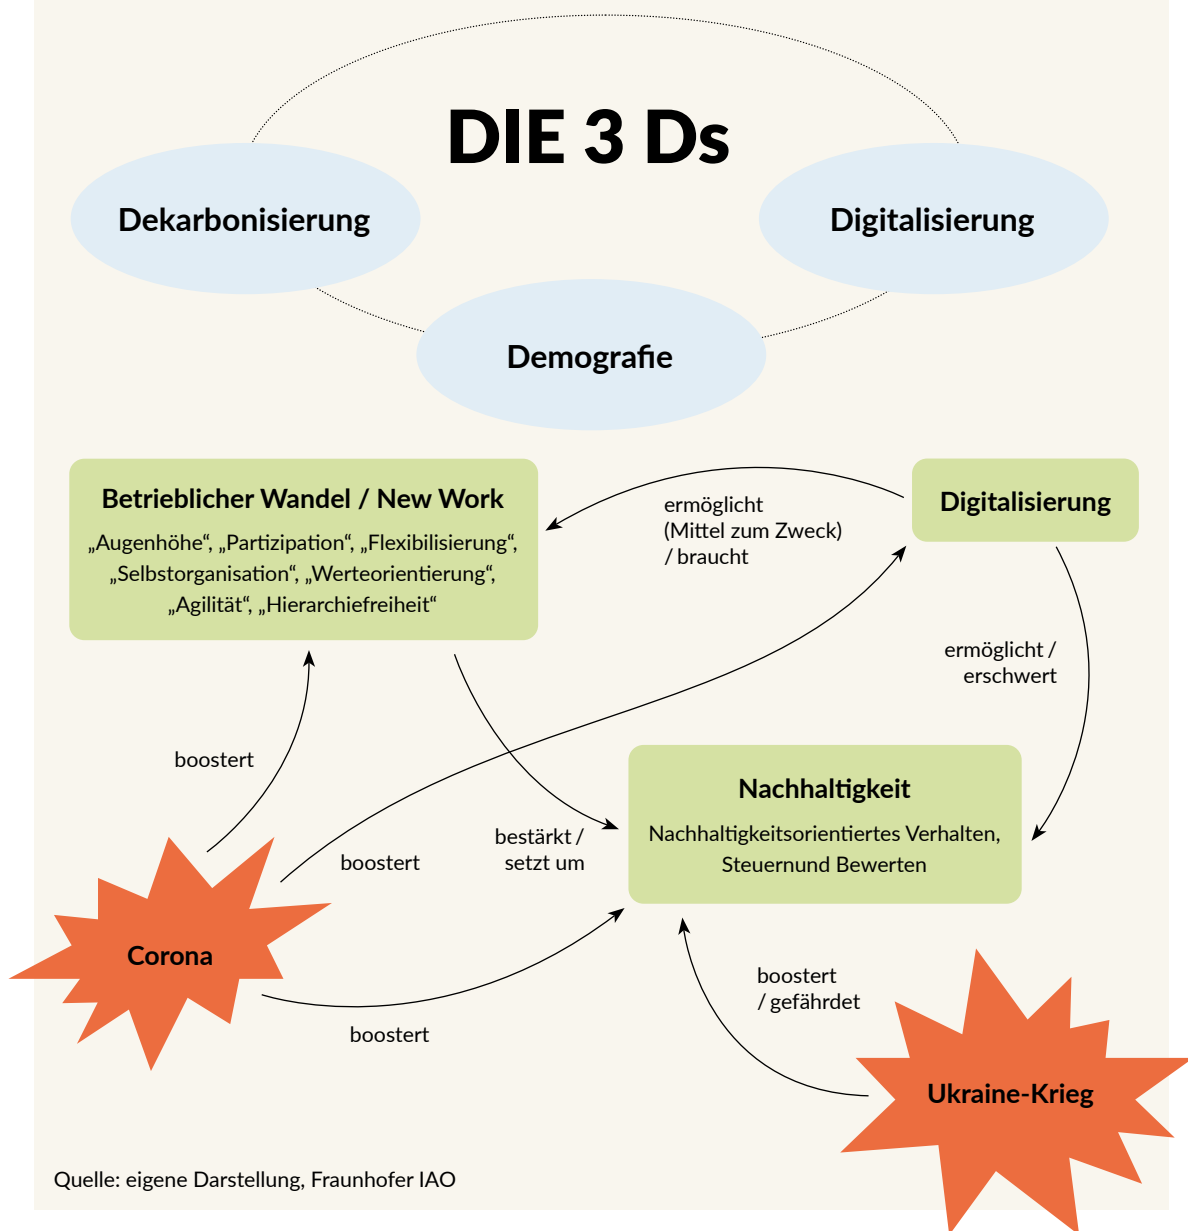 DIE 3 Ds
Dekarbonisierung
Digitalisierung
Demografie
Betrieblicher Wandel / New Work
„Augenhöhe“, „Partizipation“, „Flexibilisierung“,
„Selbstorganisation“, „Werteorientierung“,
„Agilität“, „Hierarchiefreiheit“
ermöglicht
(Mittel zum Zweck)
/ braucht
Digitalisierung
ermöglicht /
erschwert
boostert
bestärkt /
setzt um
Nachhaltigkeit
Nachhaltigkeitsorientiertes Verhalten,
Steuernund Bewerten
boostert
Corona
boostert
boostert
/ gefährdet
Ukraine-Krieg
Quelle: eigene Darstellung, Fraunhofer IAO